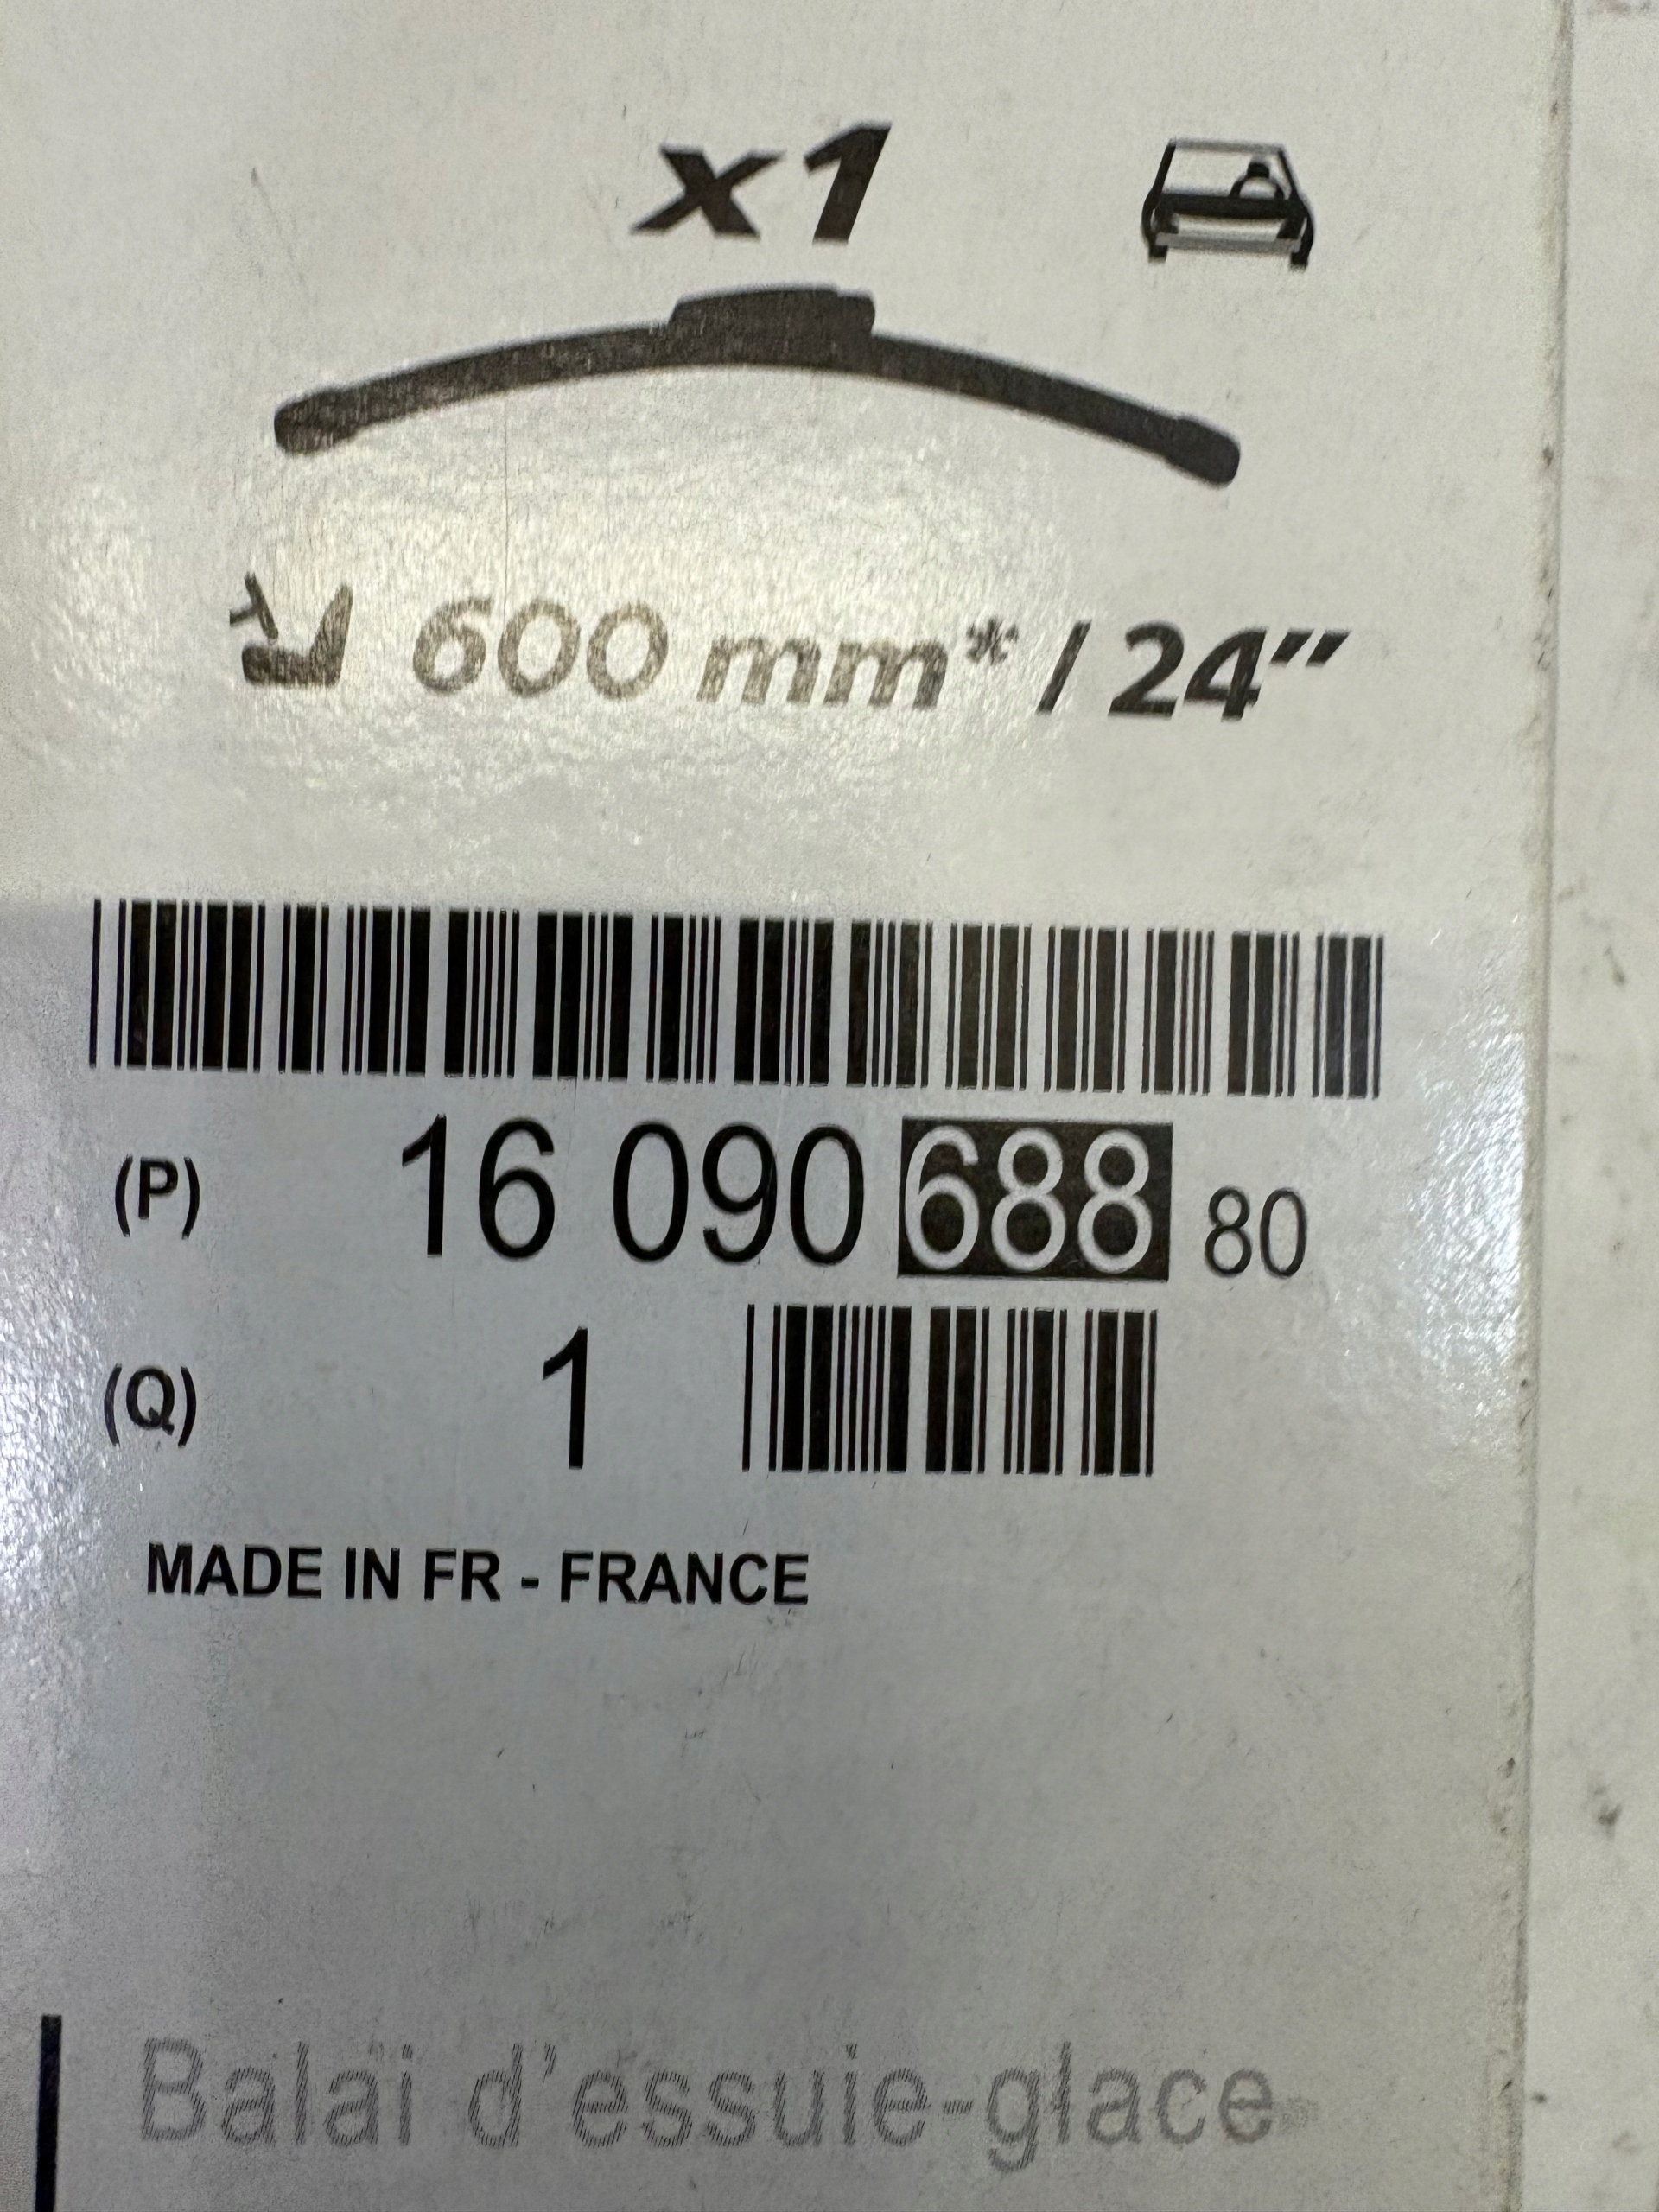 x1
600 mm* / 24"
(P) 16 090 688 80
(Q) 1
MADE IN FR - FRANCE
Balai d'essuie-glace